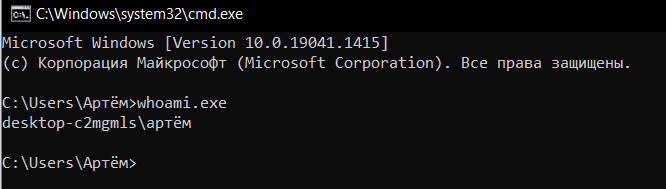 C:\Windows\system32\cmd.exe
Microsoft Windows [Version 10.0.19041.1415]
(c) Корпорация Майкрософт (Microsoft Corporation). Все права защищены.
C:\Users\Артём>whoami.exe
desktop-c2mgmls\артём
C:\Users\Артём>